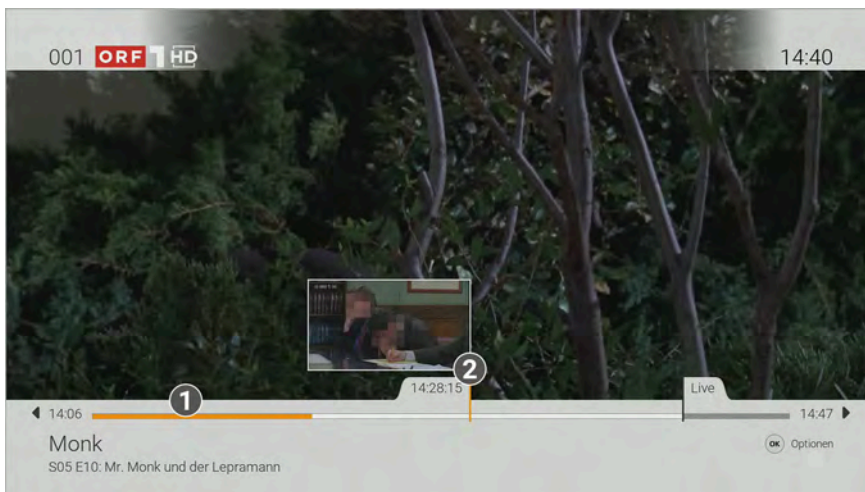 001 ORF 1 HD
14:40
2
14:28:15
Live
1
14:06
14:47
Monk
OK Optionen
S05 E10: Mr. Monk und der Lepramann